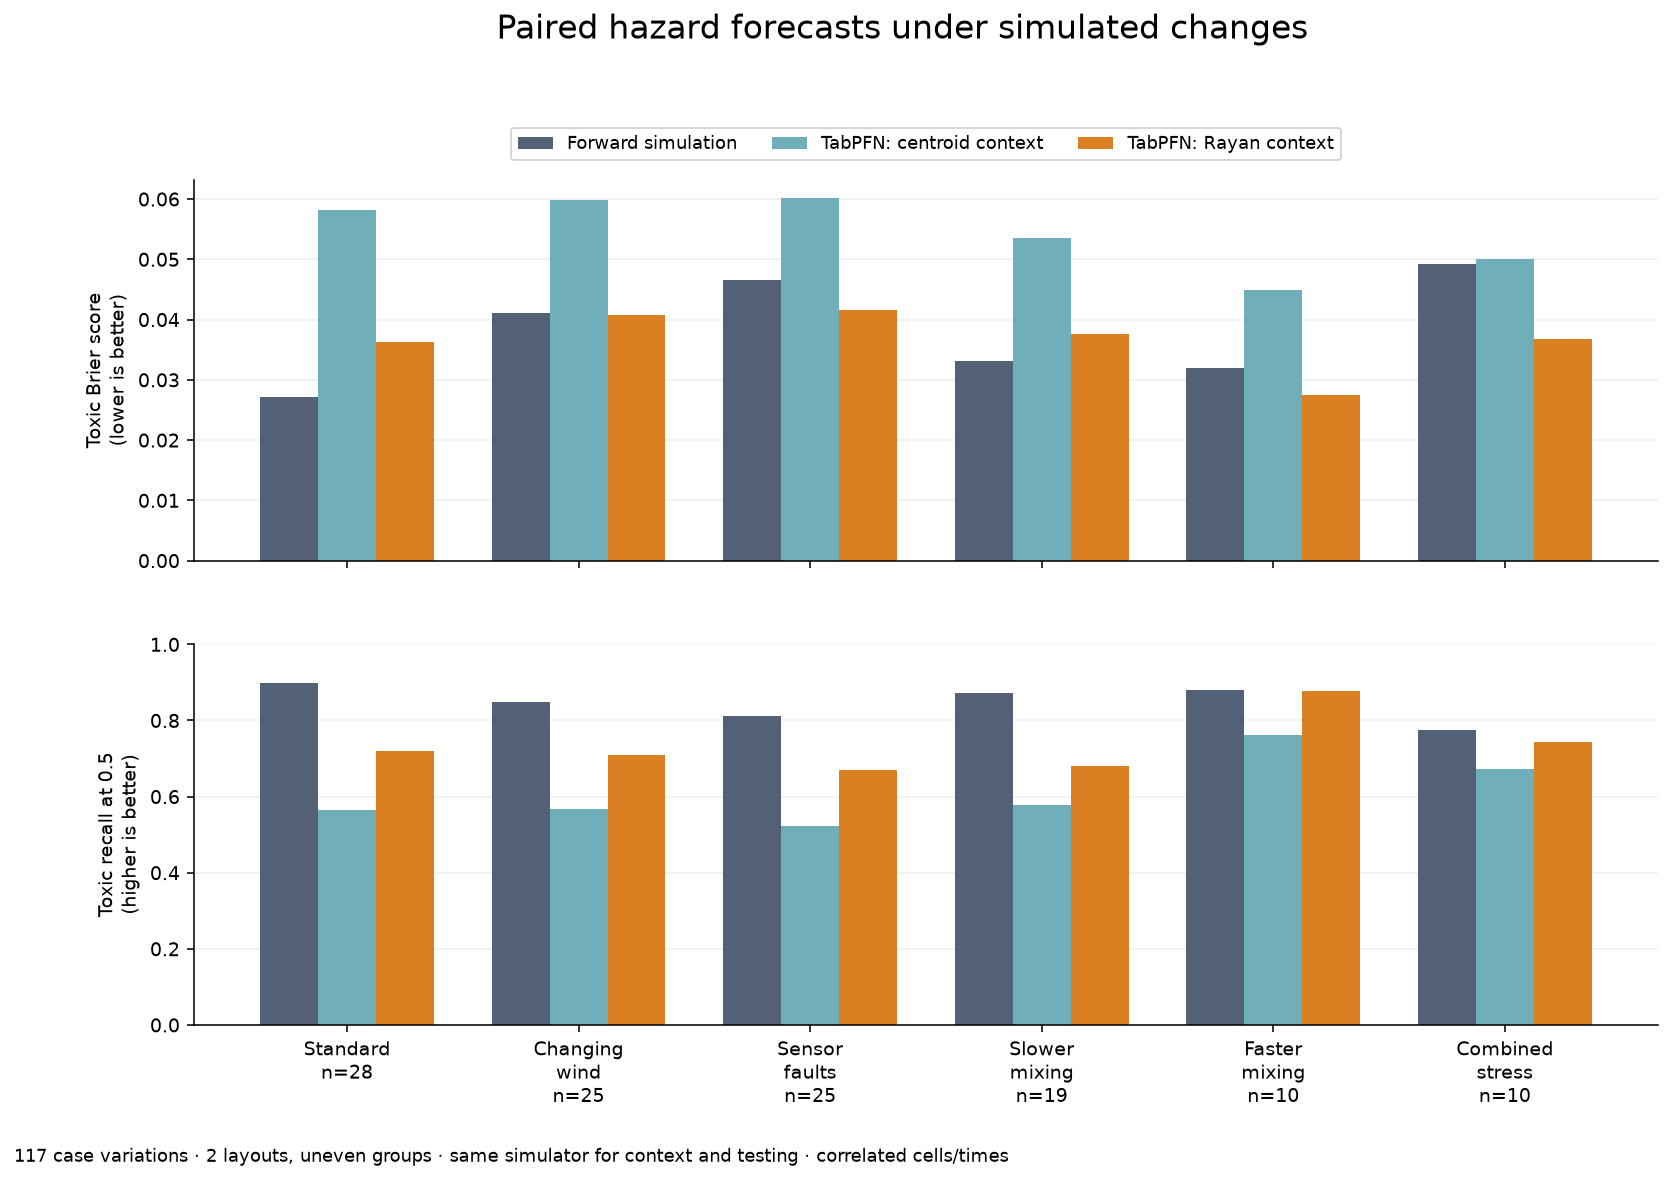 Paired hazard forecasts under simulated changes
Forward simulation
TabPFN: centroid context
TabPFN: Rayan context
Toxic Brier score
(lower is better)
0.06
0.05
0.04
0.03
0.02
0.01
0.00
Toxic recall at 0.5
(higher is better)
1.0
0.8
0.6
0.4
0.2
0.0
Standard
n=28
Changing
wind
n=25
Sensor
faults
n=25
Slower
mixing
n=19
Faster
mixing
n=10
Combined
stress
n=10
117 case variations · 2 layouts, uneven groups · same simulator for context and testing · correlated cells/times